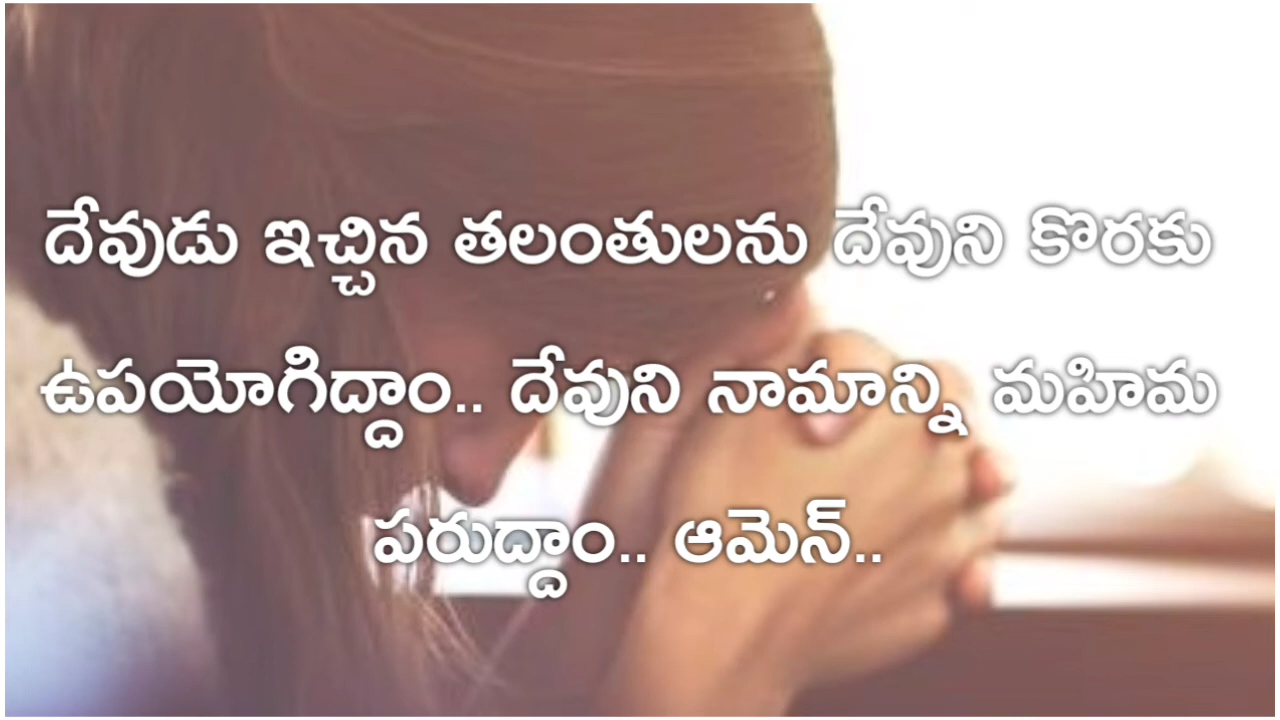 దేవుడు ఇచ్చిన తలంతులను దేవుని కొరకు
ఉపయోగిద్దాం.. దేవుని నామాన్ని మహిమ
పరుద్దాం.. ఆమెన్..